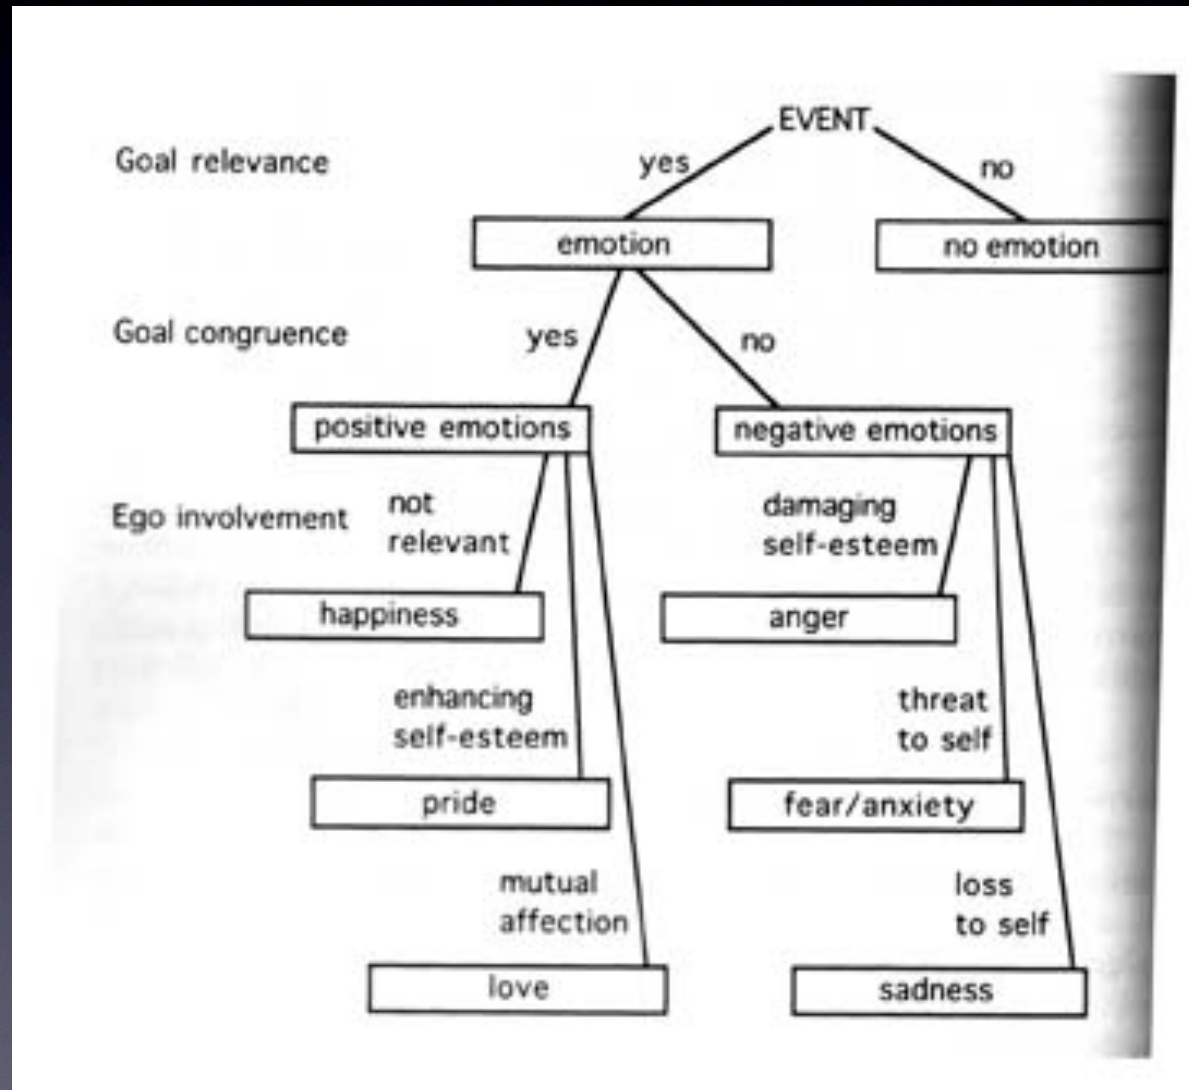 EVENT
Goal relevance
yes
no
emotion
no emotion
Goal congruence
yes
no
positive emotions
negative emotions
Ego involvement
not
relevant
damaging
self-esteem
happiness
anger
enhancing
self-esteem
threat
to self
pride
fear/anxiety
mutual
affection
loss
to self
love
sadness